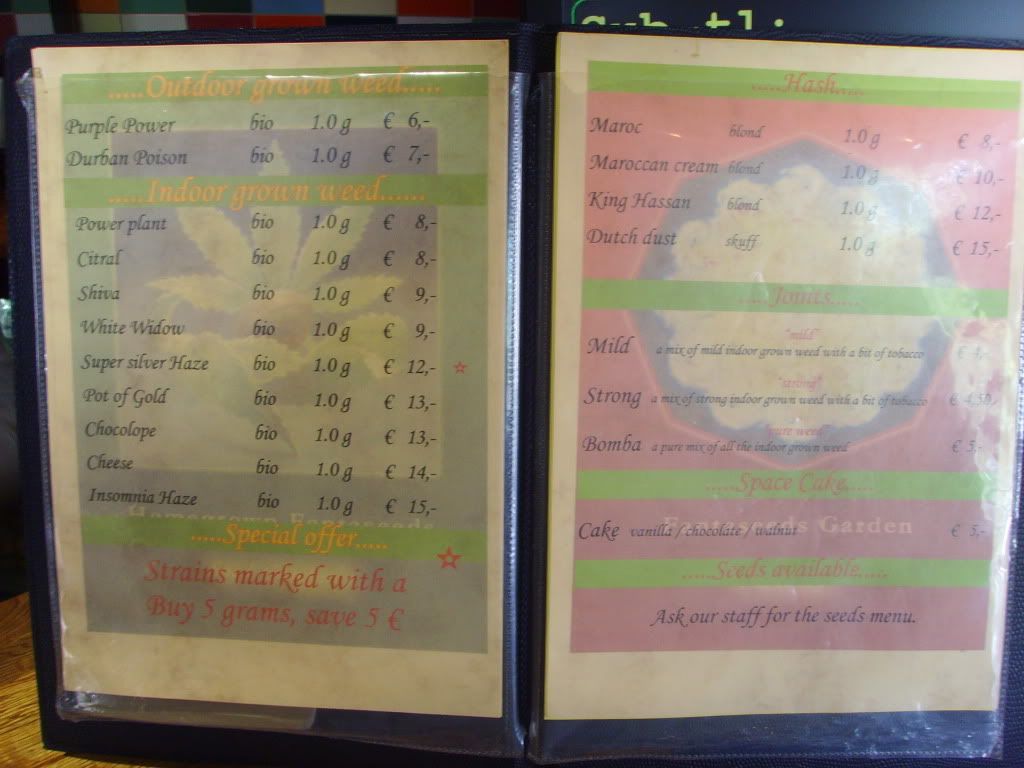 .....Outdoor grown weed.....
Purple Power bio 1.0 g € 6,-
Durban Poison bio 1.0 g € 7,-
.....Indoor grown weed......
Power plant bio 1.0 g € 8,-
Citral bio 1.0 g € 8,-
Shiva bio 1.0 g € 9,-
White Widow bio 1.0 g € 9,-
Super silver Haze bio 1.0 g € 12,- ☆
Pot of Gold bio 1.0 g € 13,-
Chocolope bio 1.0 g € 13,-
Cheese bio 1.0 g € 14,-
Insomnia Haze bio 1.0 g € 15,-
Homegrown Fantaseeds
.....Special offer.....
Strains marked with a ☆
Buy 5 grams, save 5 €
.....Hash.....
Maroc blond 1.0 g € 8,-
Maroccan cream blond 1.0 g € 10,-
King Hassan blond 1.0 g € 12,-
Dutch dust skuff 1.0 g € 15,-
.....Joints.....
"mild"
Mild a mix of mild indoor grown weed with a bit of tobacco € 4,-
"strong"
Strong a mix of strong indoor grown weed with a bit of tobacco € 4,50,-
"pure weed"
Bomba a pure mix of all the indoor grown weed € 5,-
.....Space Cake.....
Fantaseeds Garden
Cake vanilla / chocolate / walnut € 5,-
.....Seeds available.....
Ask our staff for the seeds menu.